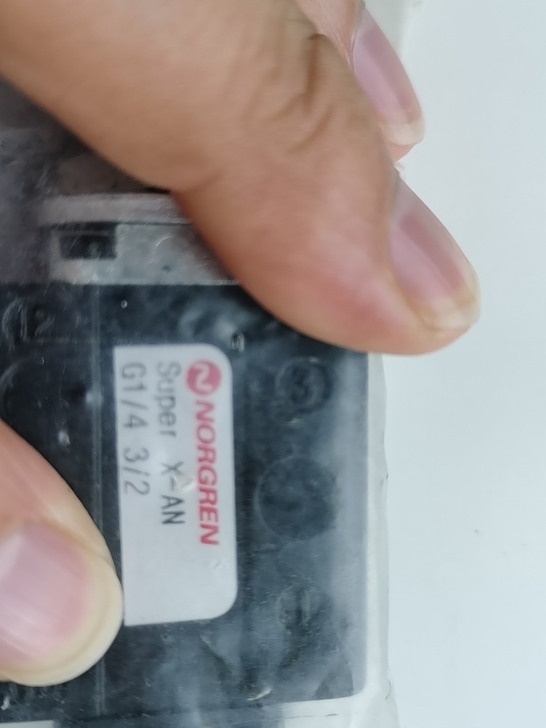 NORGREN
Super X-AN
G1/4 3/2